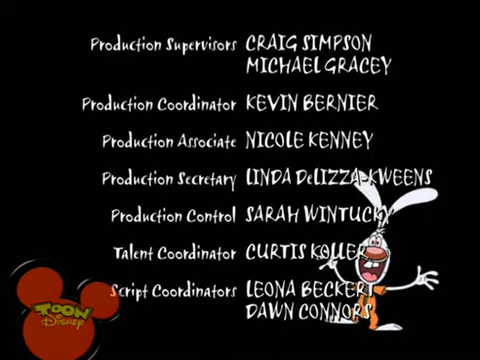 Production Supervisors CRAIG SIMPSON
MICHAEL GRACEY
Production Coordinator KEVIN BERNIER
Production Associate NICOLE KENNEY
Production Secretary LINDA DeLIZZA-KWEENS
Production Control SARAH WINTUCKY
Talent Coordinator CURTIS KOLLER
Script Coordinators LEONA BECKERT
DAWN CONNORS
TOON
DISNEY